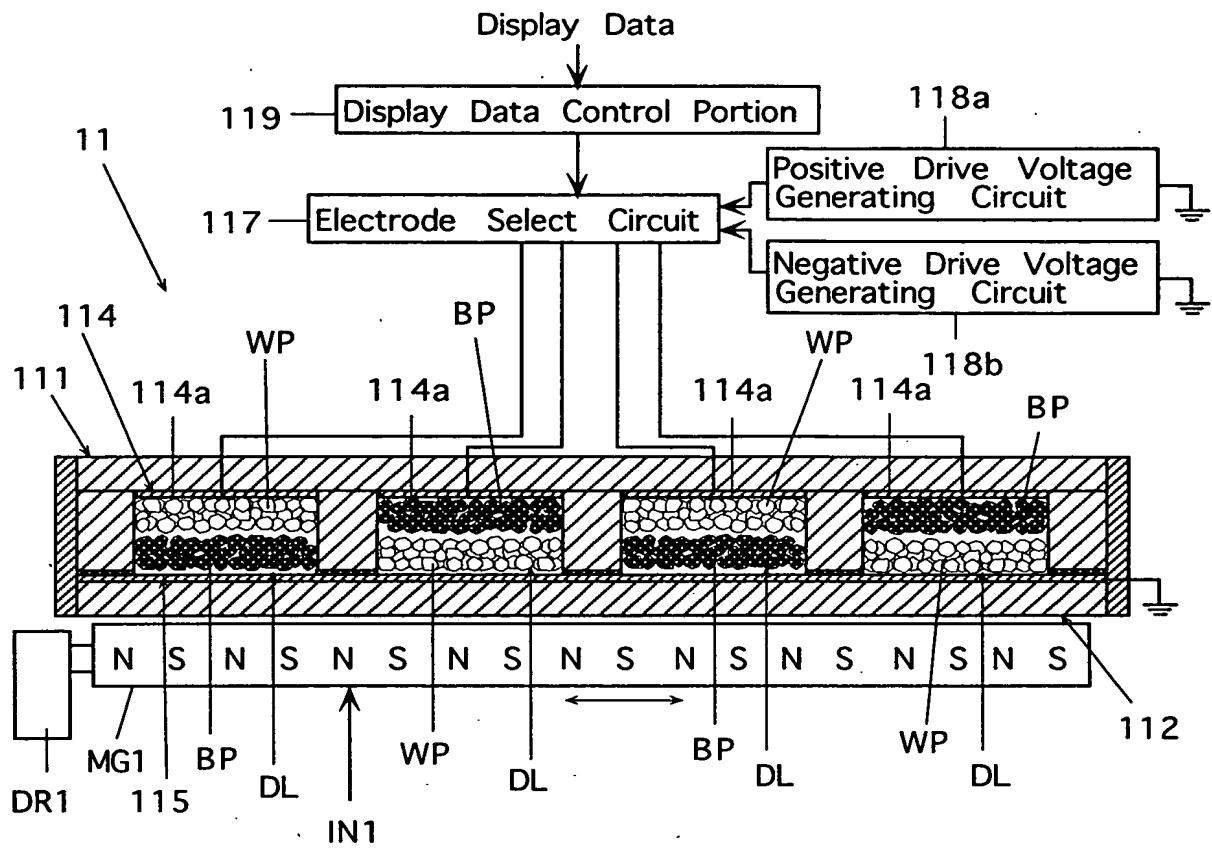 Display Data
118a
119
Display Data Control Portion
11
Positive Drive Voltage
Generating Circuit
117
Electrode Select Circuit
Negative Drive Voltage
Generating Circuit
114
BP
WP
WP
118b
111
114a
114a
114a
114a
BP
N S N S N S N S N S N S N S N S N S
112
MG1
BP
WP
BP
WP
DL
DL
DL
DL
DR1
115
IN1